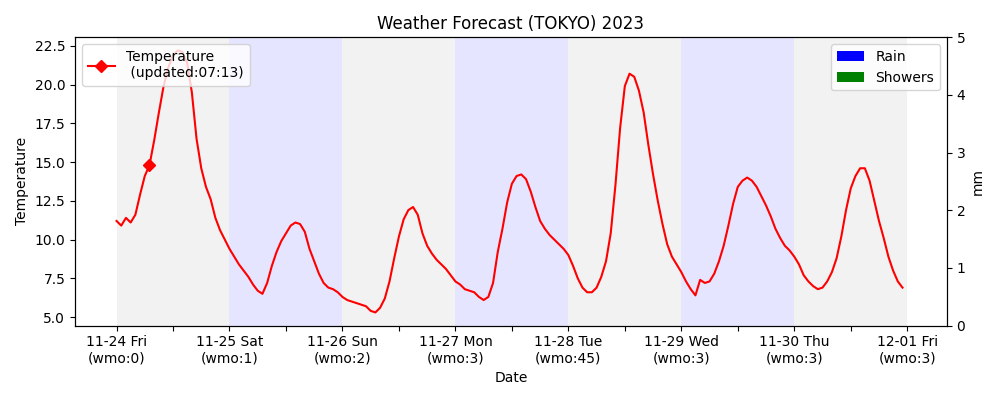 Weather Forecast (TOKYO) 2023
Temperature
(updated:07:13)
Rain
Showers
22.5
20.0
17.5
15.0
12.5
10.0
7.5
5.0
Temperature
5
4
3
2
1
0
mm
11-24 Fri 11-25 Sat 11-26 Sun 11-27 Mon 11-28 Tue 11-29 Wed 11-30 Thu 12-01 Fri
(wmo:0) (wmo:1) (wmo:2) (wmo:3) (wmo:45) (wmo:3) (wmo:3) (wmo:3)
Date